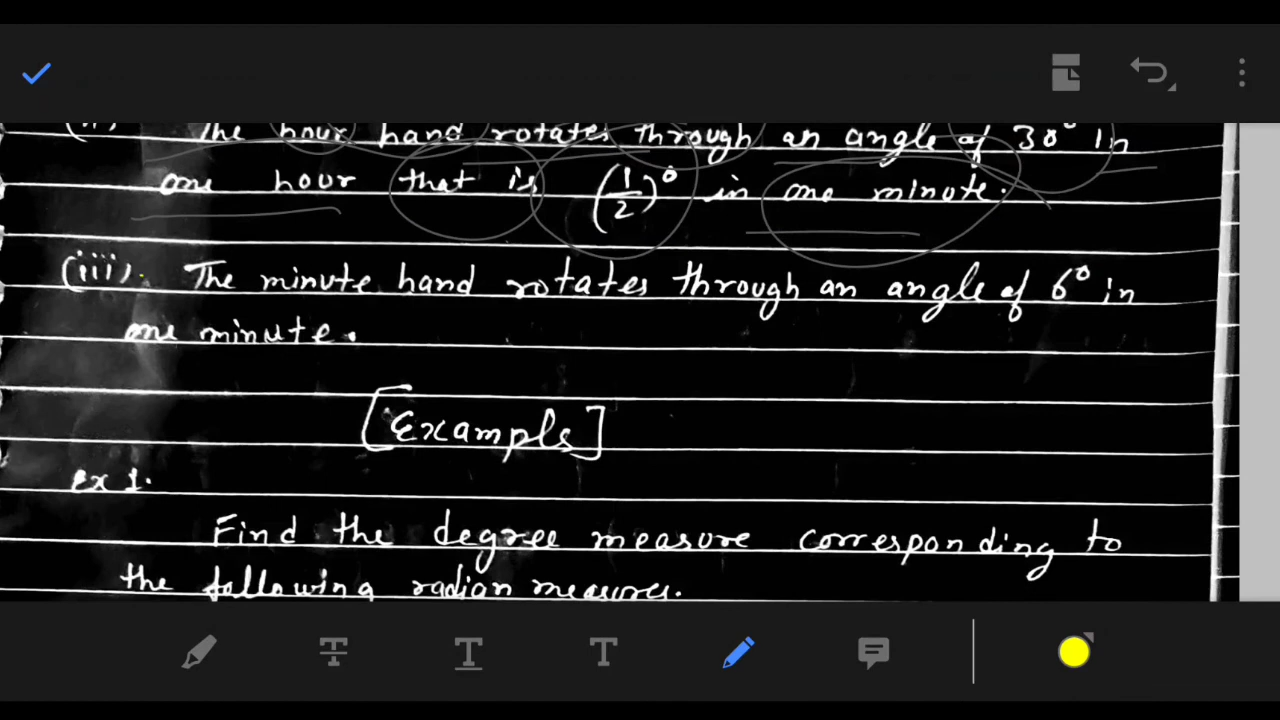 (ii) The hour hand rotates through an angle of 30° in
one hour that is (1/2)° in one minute.
(iii). The minute hand rotates through an angle of 6° in
one minute.
[Example]
ex 1.
Find the degree measure corresponding to
the following radian measures.